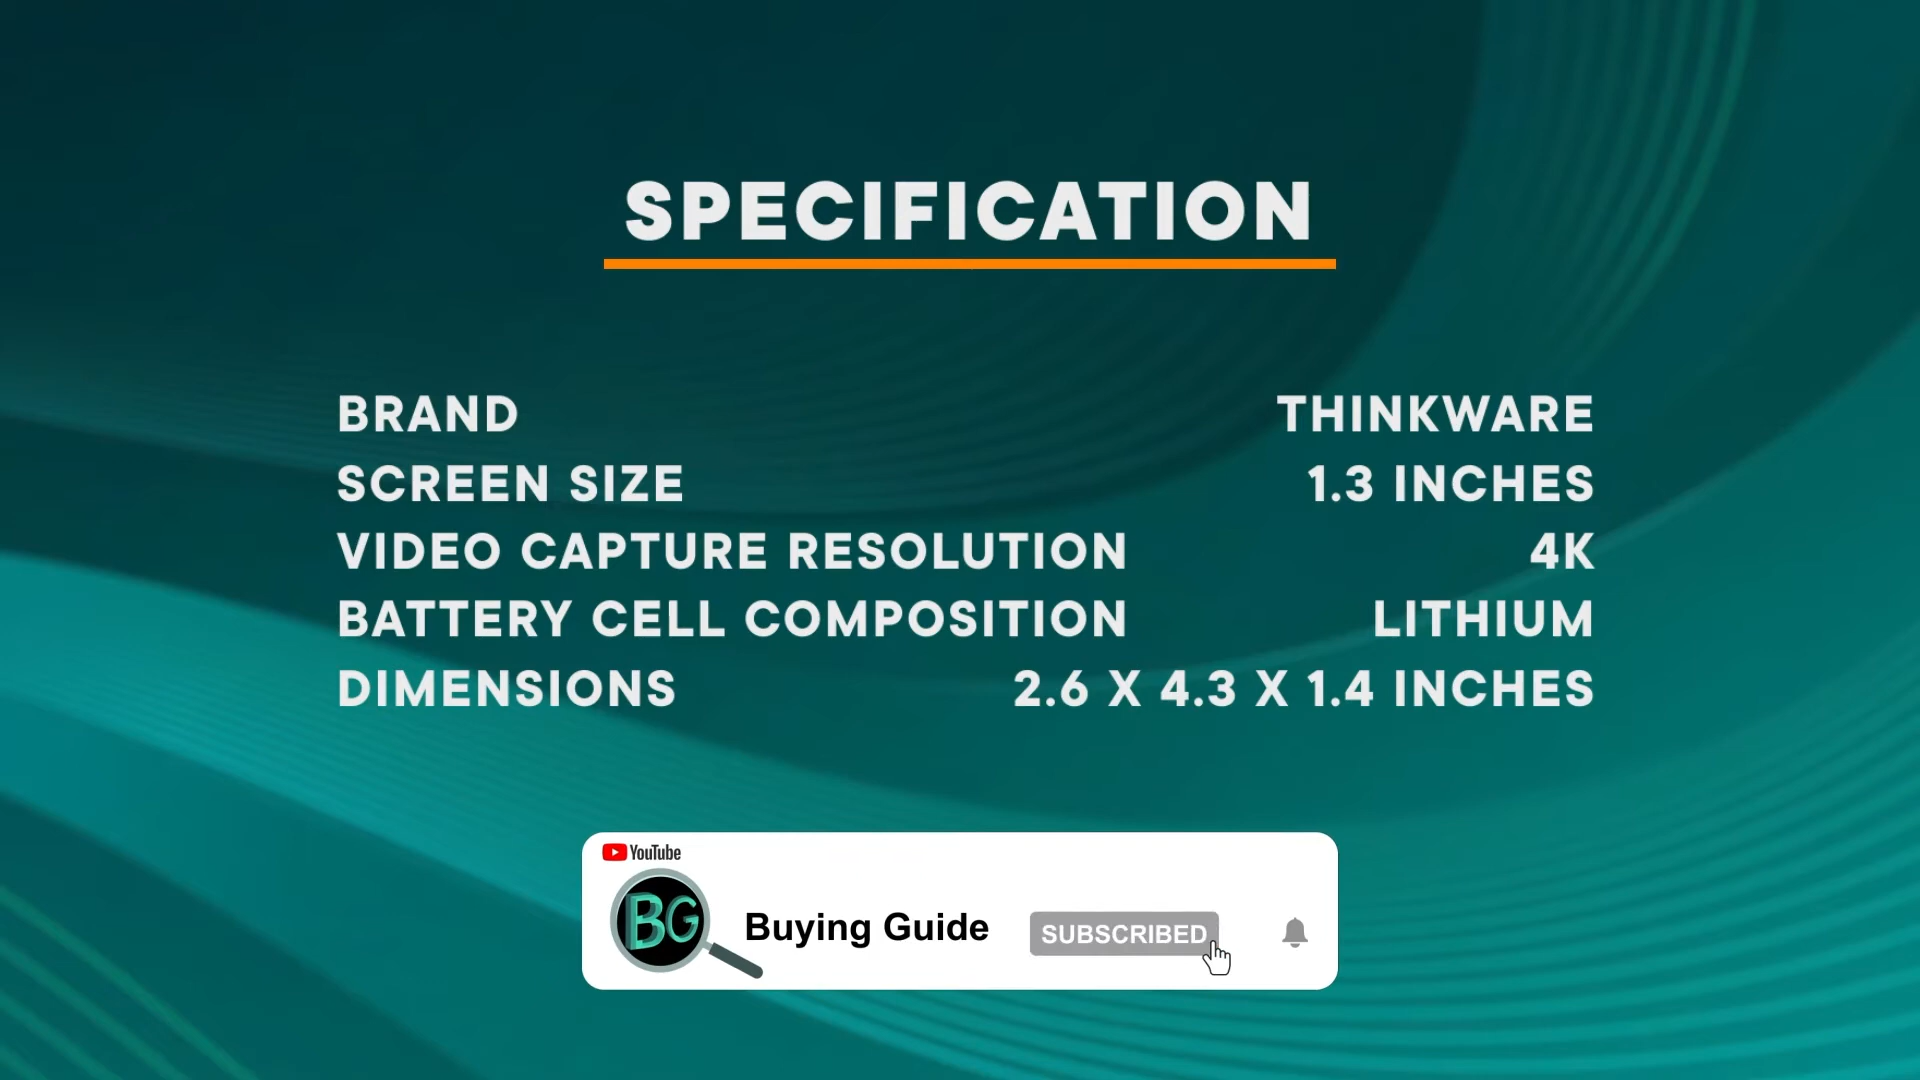 SPECIFICATION
BRAND THINKWARE
SCREEN SIZE 1.3 INCHES
VIDEO CAPTURE RESOLUTION 4K
BATTERY CELL COMPOSITION LITHIUM
DIMENSIONS 2.6 X 4.3 X 1.4 INCHES
YouTube
BG
Buying Guide SUBSCRIBED